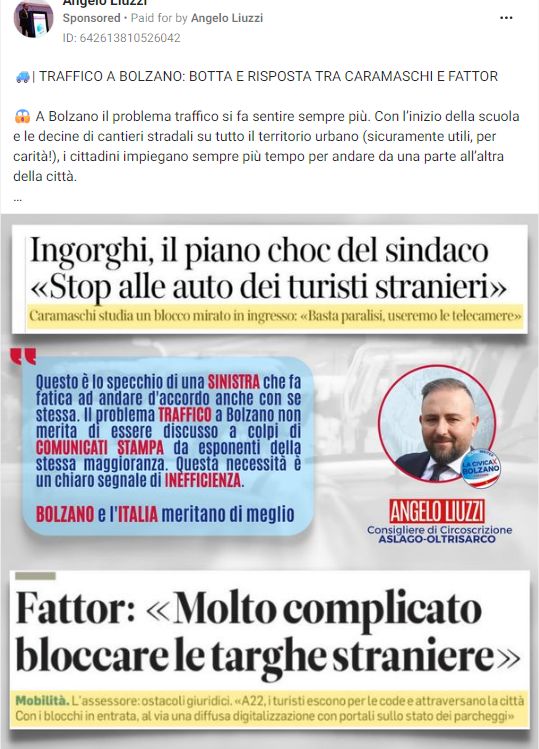 Angelo Liuzzi
Sponsored • Paid for by Angelo Liuzzi
ID: 642613810526042
🚙| TRAFFICO A BOLZANO: BOTTA E RISPOSTA TRA CARAMASCHI E FATTOR
😱 A Bolzano il problema traffico si fa sentire sempre più. Con l'inizio della scuola
e le decine di cantieri stradali su tutto il territorio urbano (sicuramente utili, per
carità!), i cittadini impiegano sempre più tempo per andare da una parte all'altra
della città.
...
Ingorghi, il piano choc del sindaco
«Stop alle auto dei turisti stranieri»
Caramaschi studia un blocco mirato in ingresso: «Basta paralisi, useremo le telecamere»
Questo è lo specchio di una SINISTRA che fa
fatica ad andare d'accordo anche con se
stessa. Il problema TRAFFICO a Bolzano non
merita di essere discusso a colpi di
COMUNICATI STAMPA da esponenti della
stessa maggioranza. Questa necessità è
un chiaro segnale di INEFFICIENZA.
BOLZANO e l'ITALIA meritano di meglio
LA CIVICA X
BOLZANO
ANGELO LIUZZI
Consigliere di Circoscrizione
ASLAGO-OLTRISARCO
Fattor: «Molto complicato
bloccare le targhe straniere»
Mobilità. L'assessore: ostacoli giuridici. «A22, i turisti escono per le code e attraversano la città
Con i blocchi in entrata, al via una diffusa digitalizzazione con portali sullo stato dei parcheggi»